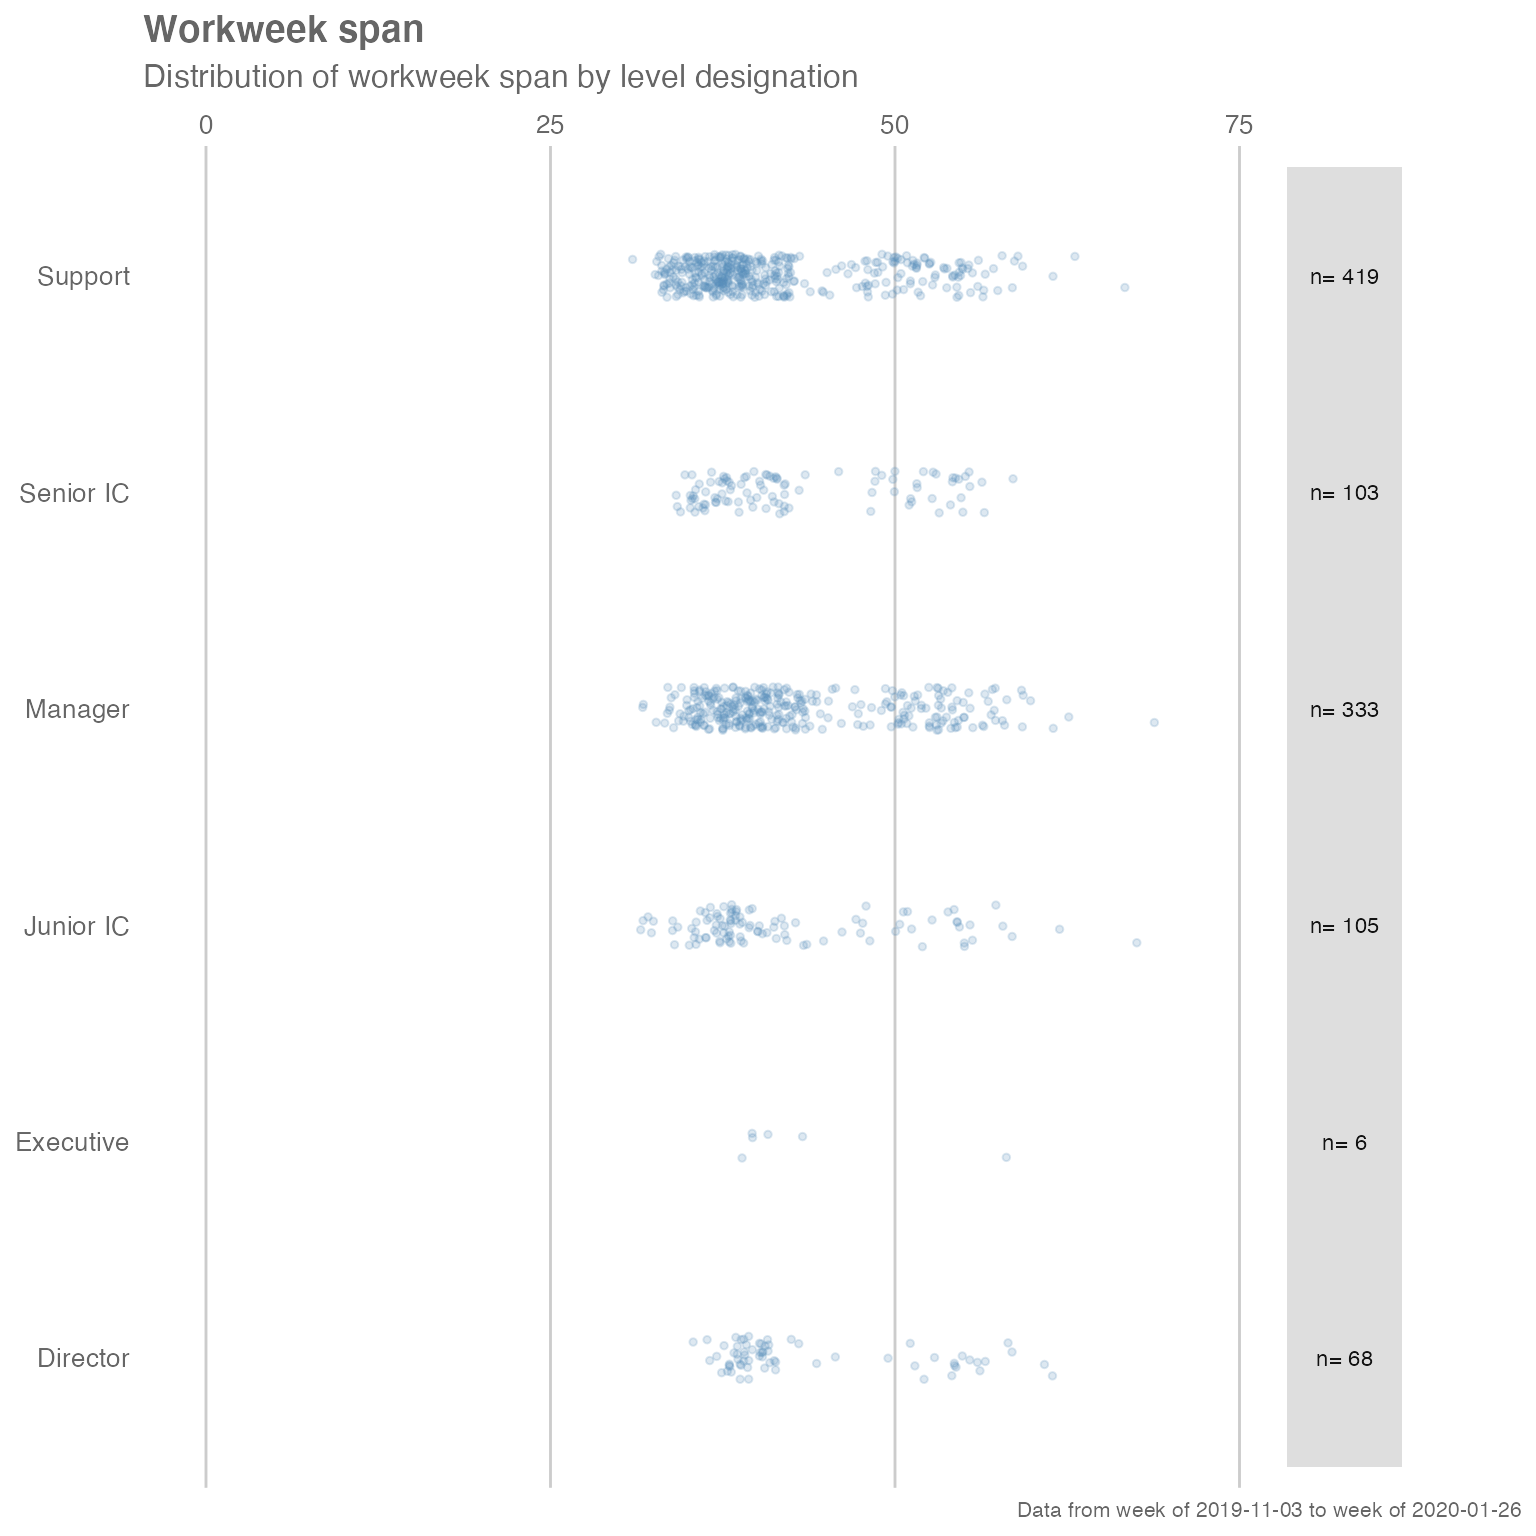 Workweek span
Distribution of workweek span by level designation
0 25 50 75
Support n= 419
Senior IC n= 103
Manager n= 333
Junior IC n= 105
Executive n= 6
Director n= 68
Data from week of 2019-11-03 to week of 2020-01-26